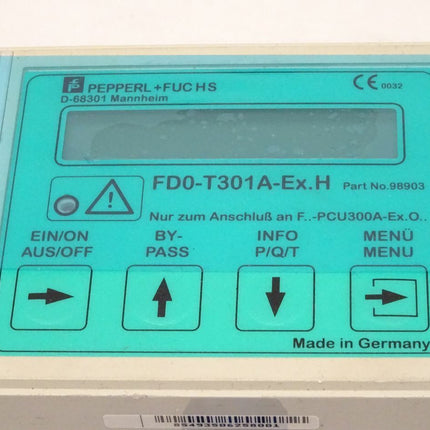 PEPPERL+FUCHS
D-68301 Mannheim
CE 0032
FD0-T301A-Ex.H Part No.98903
Nur zum Anschluß an F..-PCU300A-Ex.O..
EIN/ON
AUS/OFF
BY-
PASS
INFO
P/Q/T
MENÜ
MENU
Made in Germany